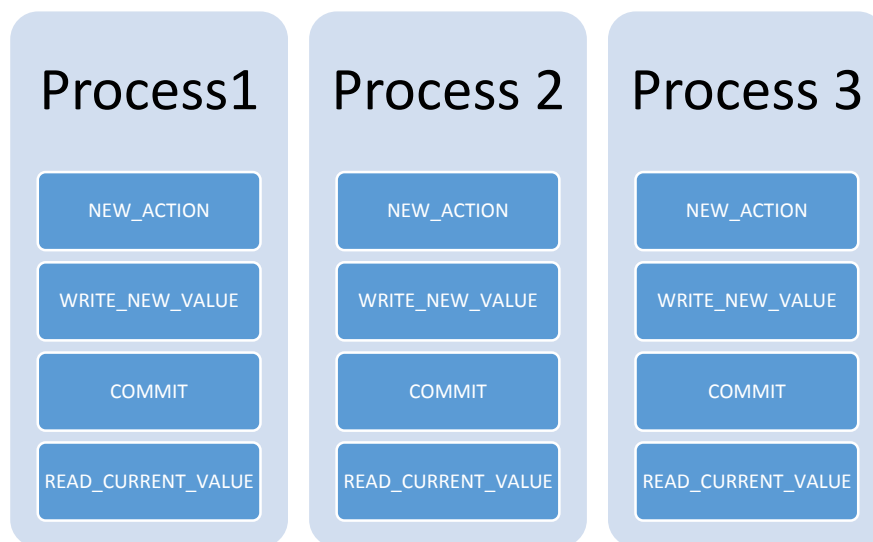 Process1
NEW_ACTION
WRITE_NEW_VALUE
COMMIT
READ_CURRENT_VALUE
Process 2
NEW_ACTION
WRITE_NEW_VALUE
COMMIT
READ_CURRENT_VALUE
Process 3
NEW_ACTION
WRITE_NEW_VALUE
COMMIT
READ_CURRENT_VALUE